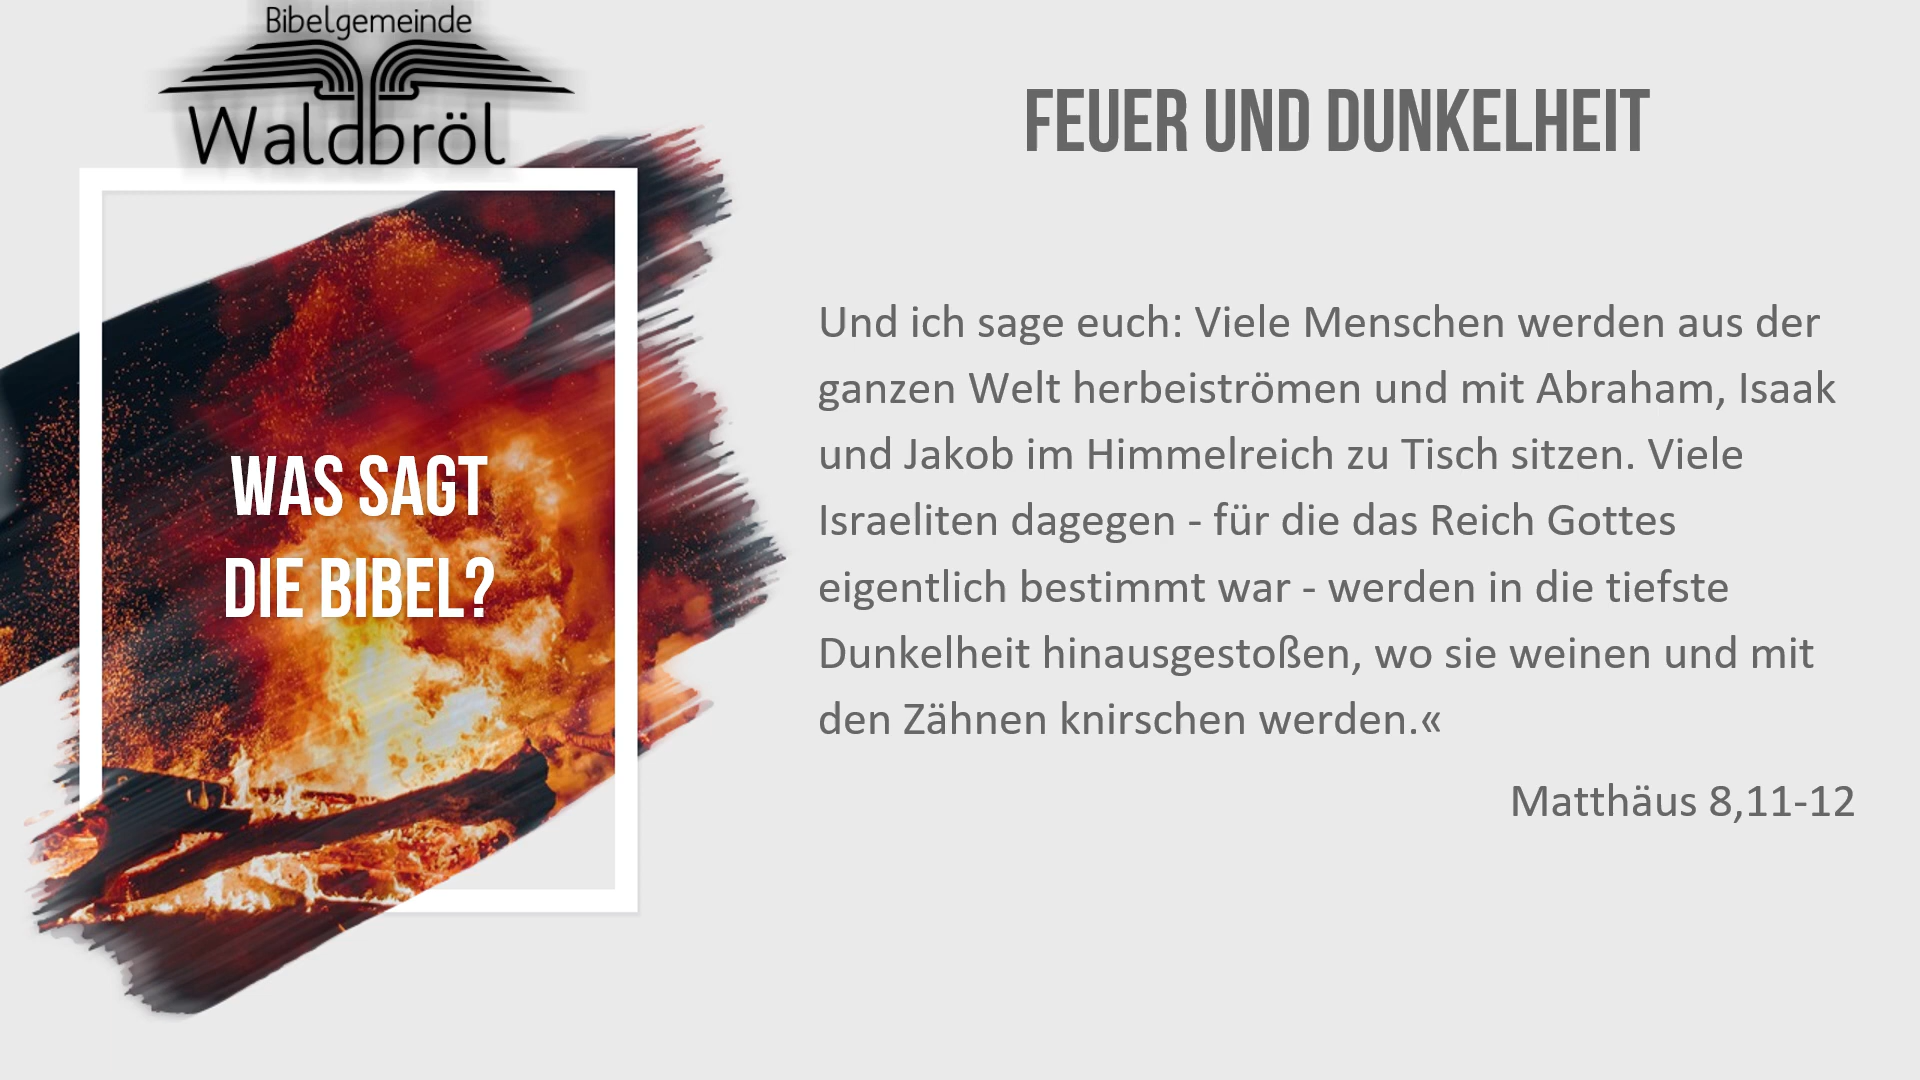 Bibelgemeinde
Waldbröl
WAS SAGT
DIE BIBEL?
FEUER UND DUNKELHEIT
Und ich sage euch: Viele Menschen werden aus der
ganzen Welt herbeiströmen und mit Abraham, Isaak
und Jakob im Himmelreich zu Tisch sitzen. Viele
Israeliten dagegen - für die das Reich Gottes
eigentlich bestimmt war - werden in die tiefste
Dunkelheit hinausgestoßen, wo sie weinen und mit
den Zähnen knirschen werden.«
Matthäus 8,11-12